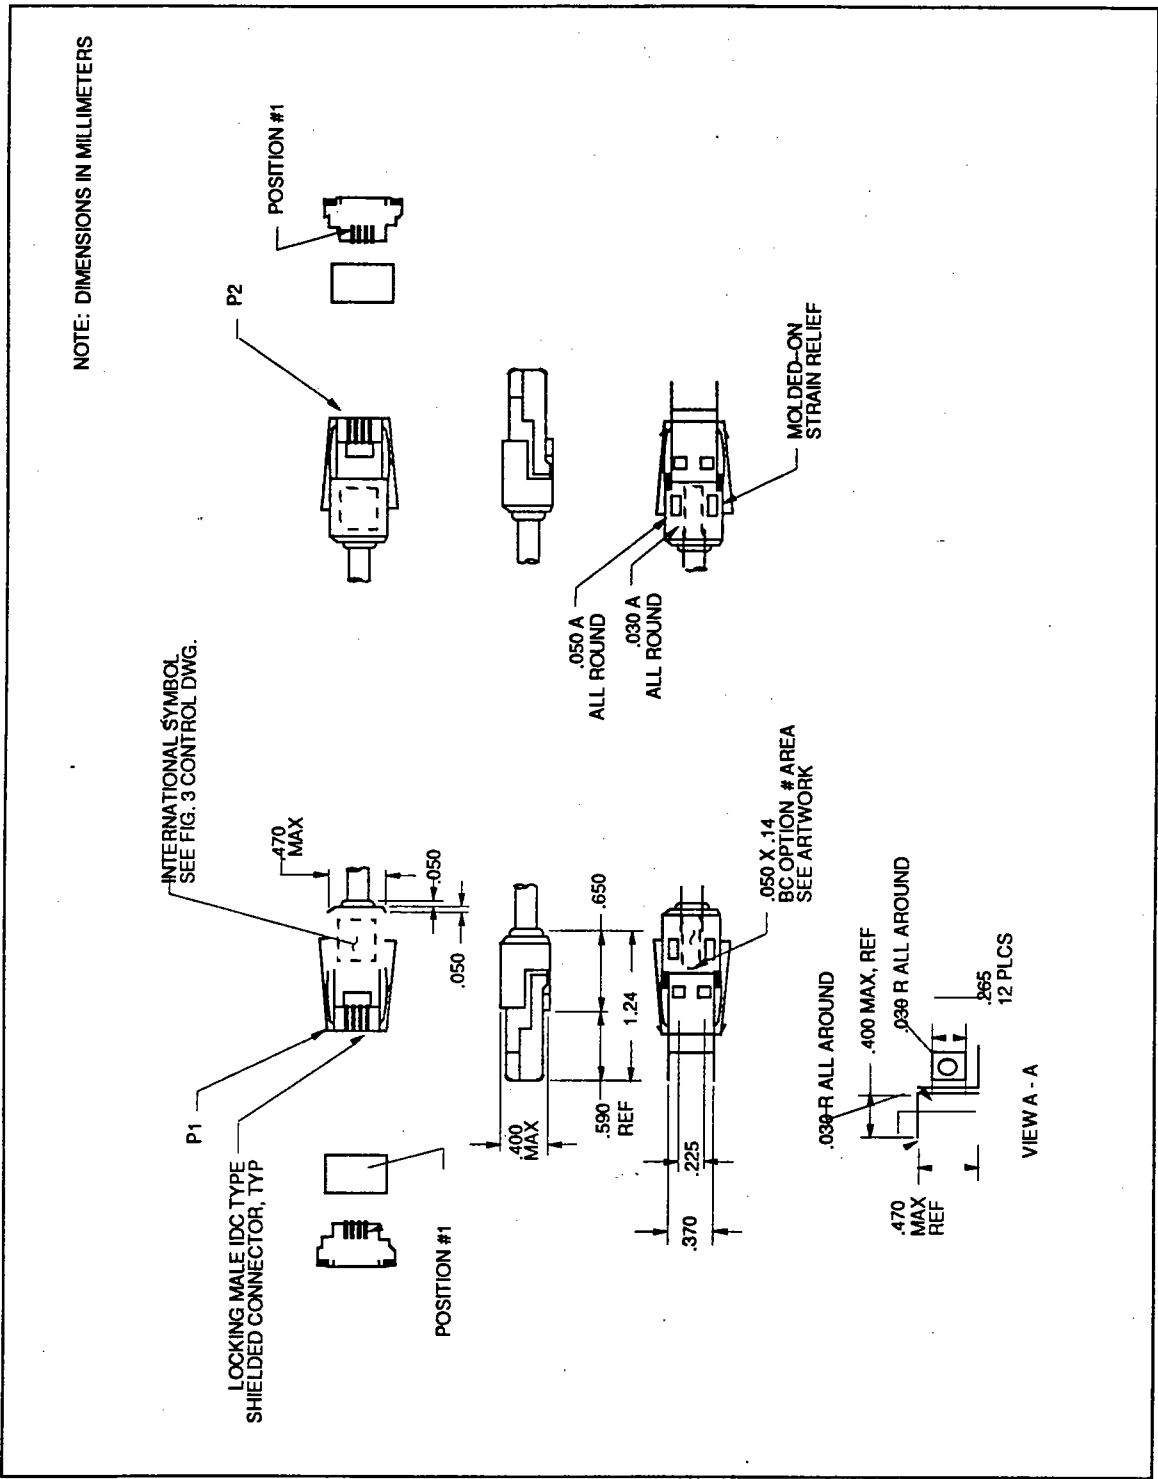 NOTE: DIMENSIONS IN MILLIMETERS
INTERNATIONAL SYMBOL
SEE FIG. 3 CONTROL DWG.
P1
LOCKING MALE IDC TYPE
SHIELDED CONNECTOR, TYP
POSITION #1
.470
MAX
.050
.050
P2
POSITION #1
.400
MAX
.590
REF
1.24
.650
.370
.225
.050 X .14
BC OPTION # AREA
SEE ARTWORK
.050 A
ALL ROUND
.030 A
ALL ROUND
MOLDED-ON
STRAIN RELIEF
.470
MAX
REF
.030 R ALL AROUND
.400 MAX, REF
.030 R ALL AROUND
.265
12 PLCS
VIEW A - A